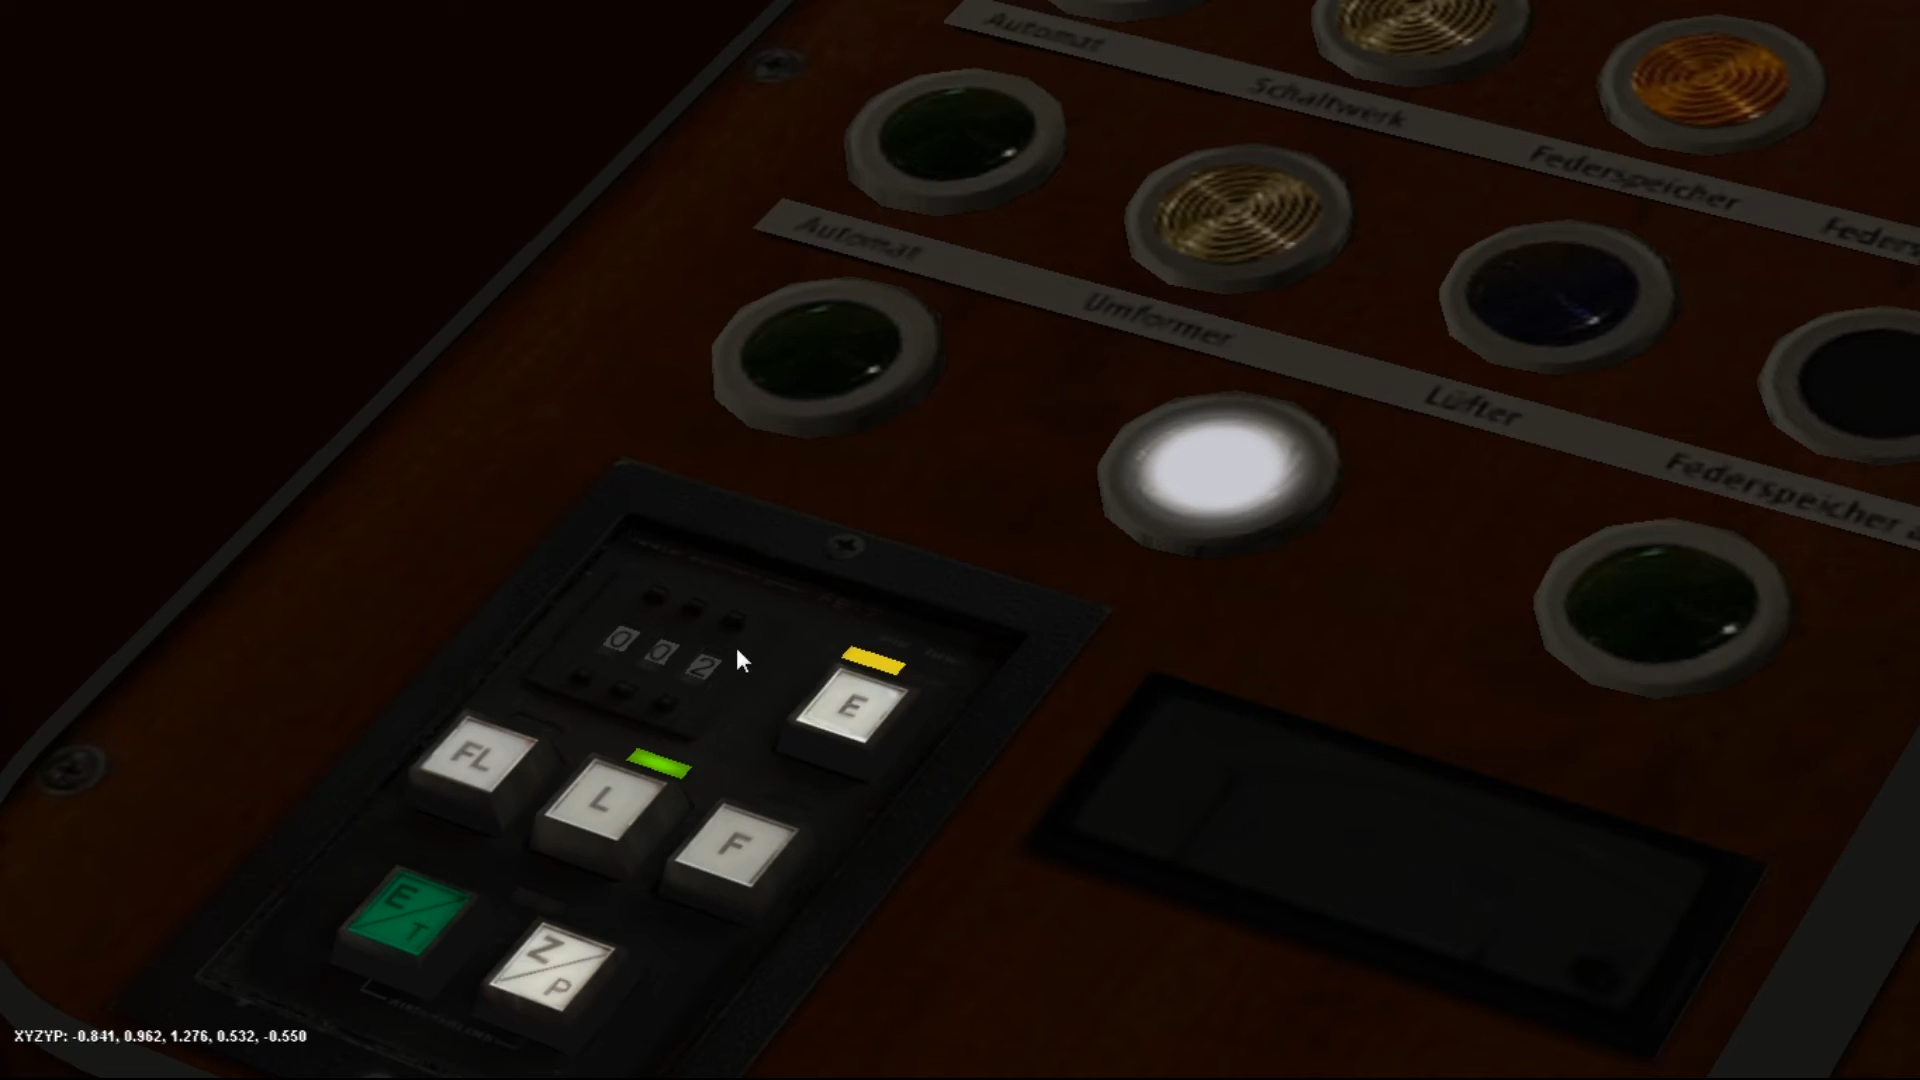 Automat
Schaltwerk
Federspeicher
Feders
Automat
Umformer
Lüfter
Federspeicher a
0 0 2
E
FL
L
F
E
T
Z
P
XYZYP: -0.841, 0.962, 1.276, 0.532, -0.550